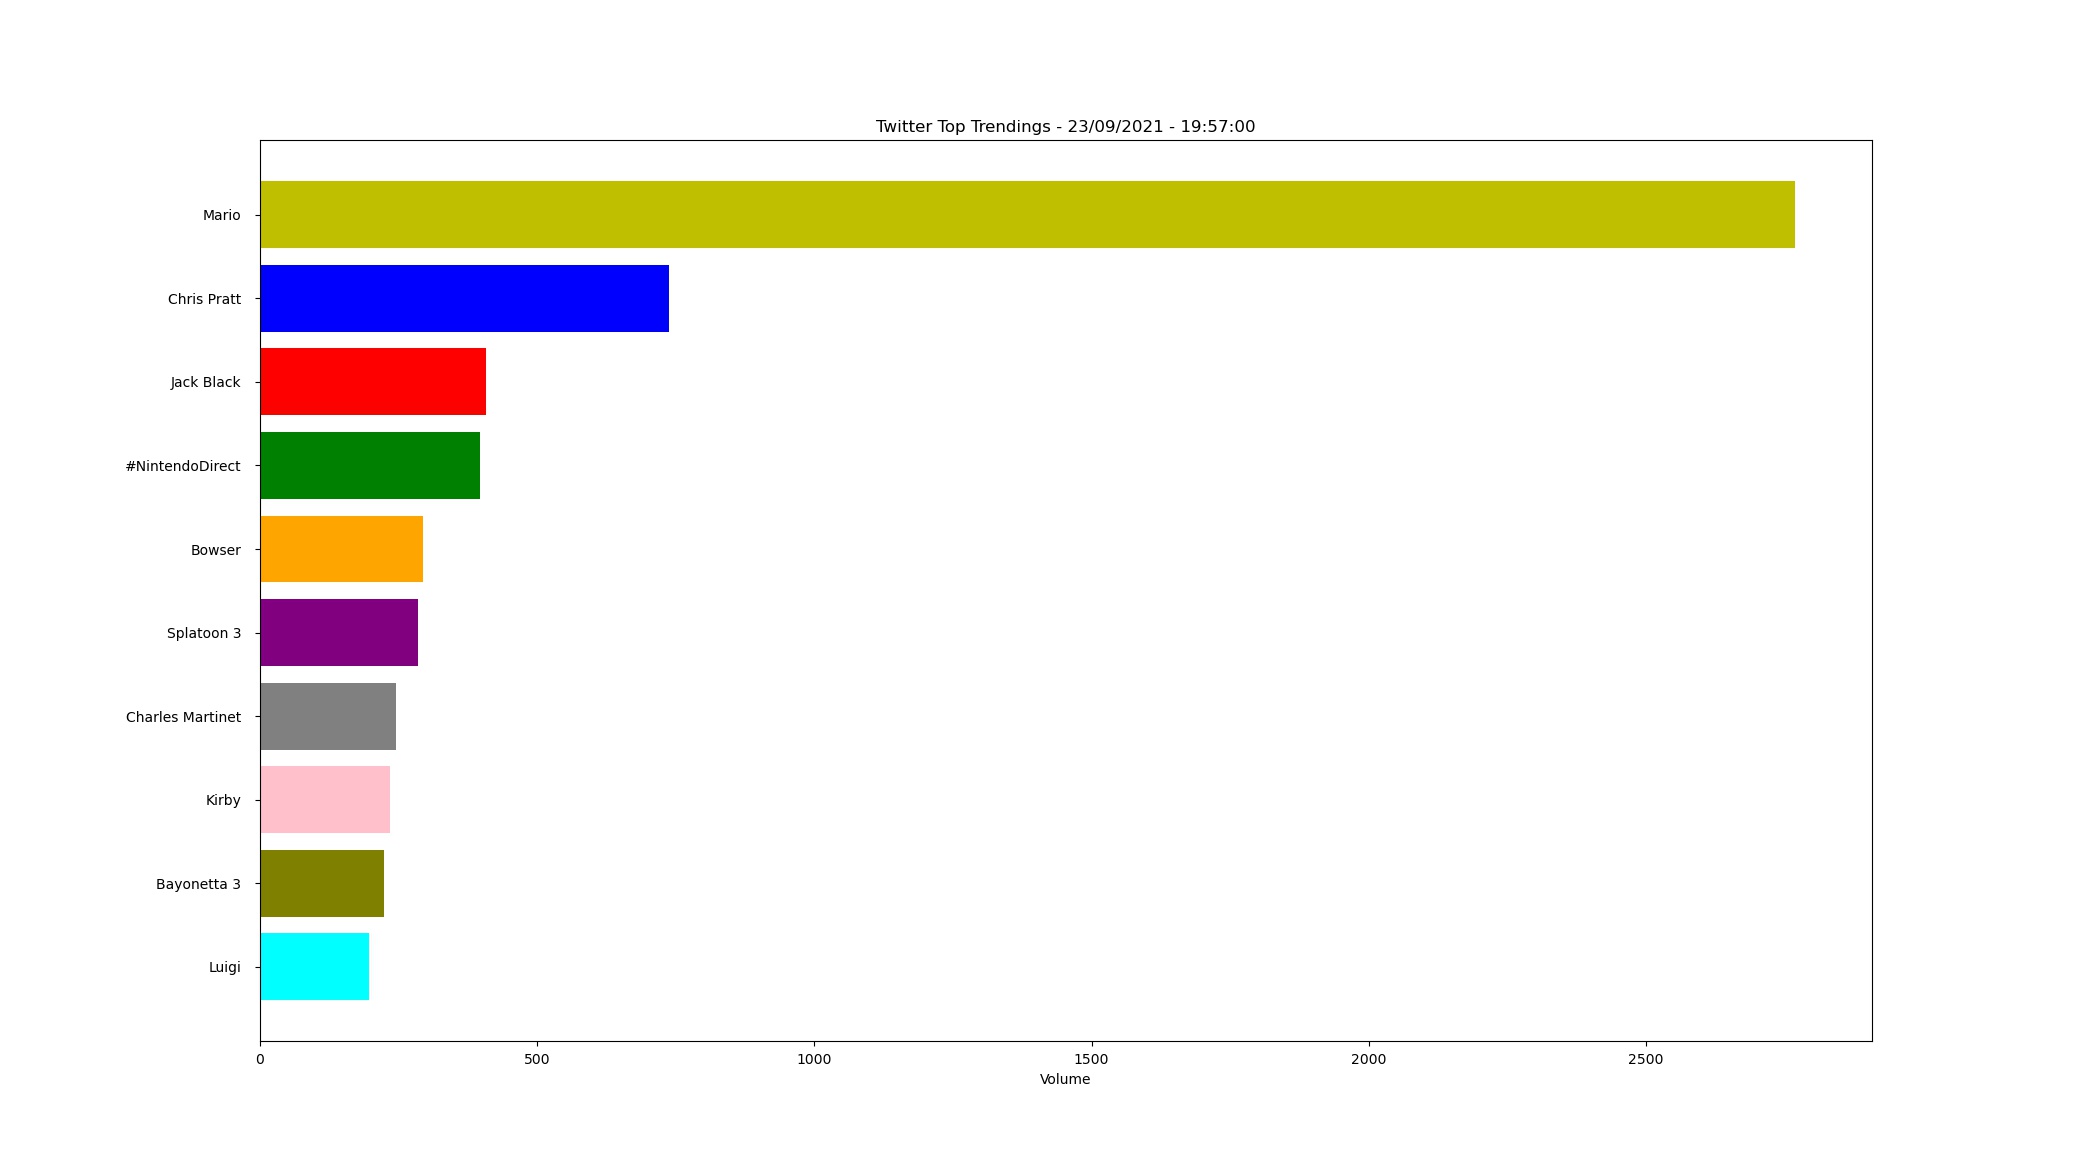 Twitter Top Trendings - 23/09/2021 - 19:57:00
Mario
Chris Pratt
Jack Black
#NintendoDirect
Bowser
Splatoon 3
Charles Martinet
Kirby
Bayonetta 3
Luigi
0 500 1000 1500 2000 2500
Volume